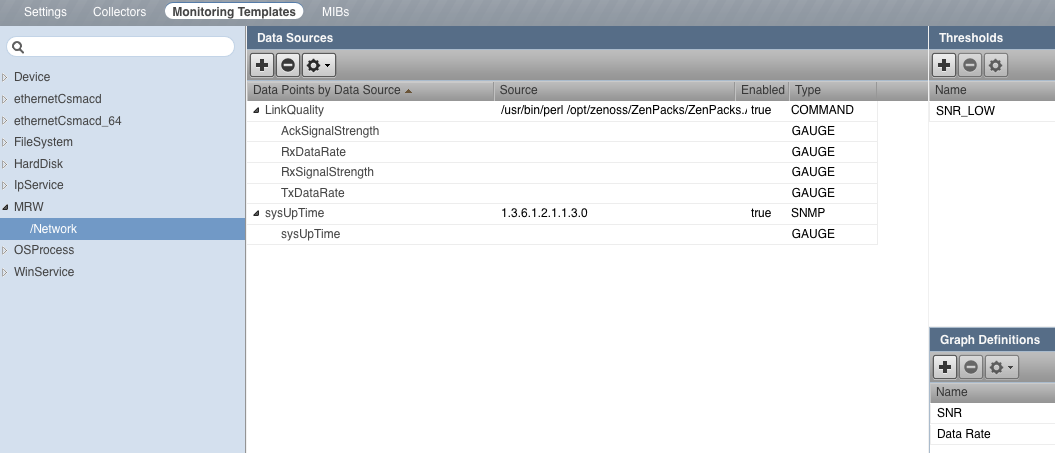 Settings Collectors Monitoring Templates MIBs
Device
ethernetCsmacd
ethernetCsmacd_64
FileSystem
HardDisk
IpService
MRW
/Network
OSProcess
WinService
Data Sources
Data Points by Data Source Source Enabled Type
LinkQuality /usr/bin/perl /opt/zenoss/ZenPacks/ZenPacks. true COMMAND
AckSignalStrength GAUGE
RxDataRate GAUGE
RxSignalStrength GAUGE
TxDataRate GAUGE
sysUpTime 1.3.6.1.2.1.1.3.0 true SNMP
sysUpTime GAUGE
Thresholds
Name
SNR_LOW
Graph Definitions
Name
SNR
Data Rate